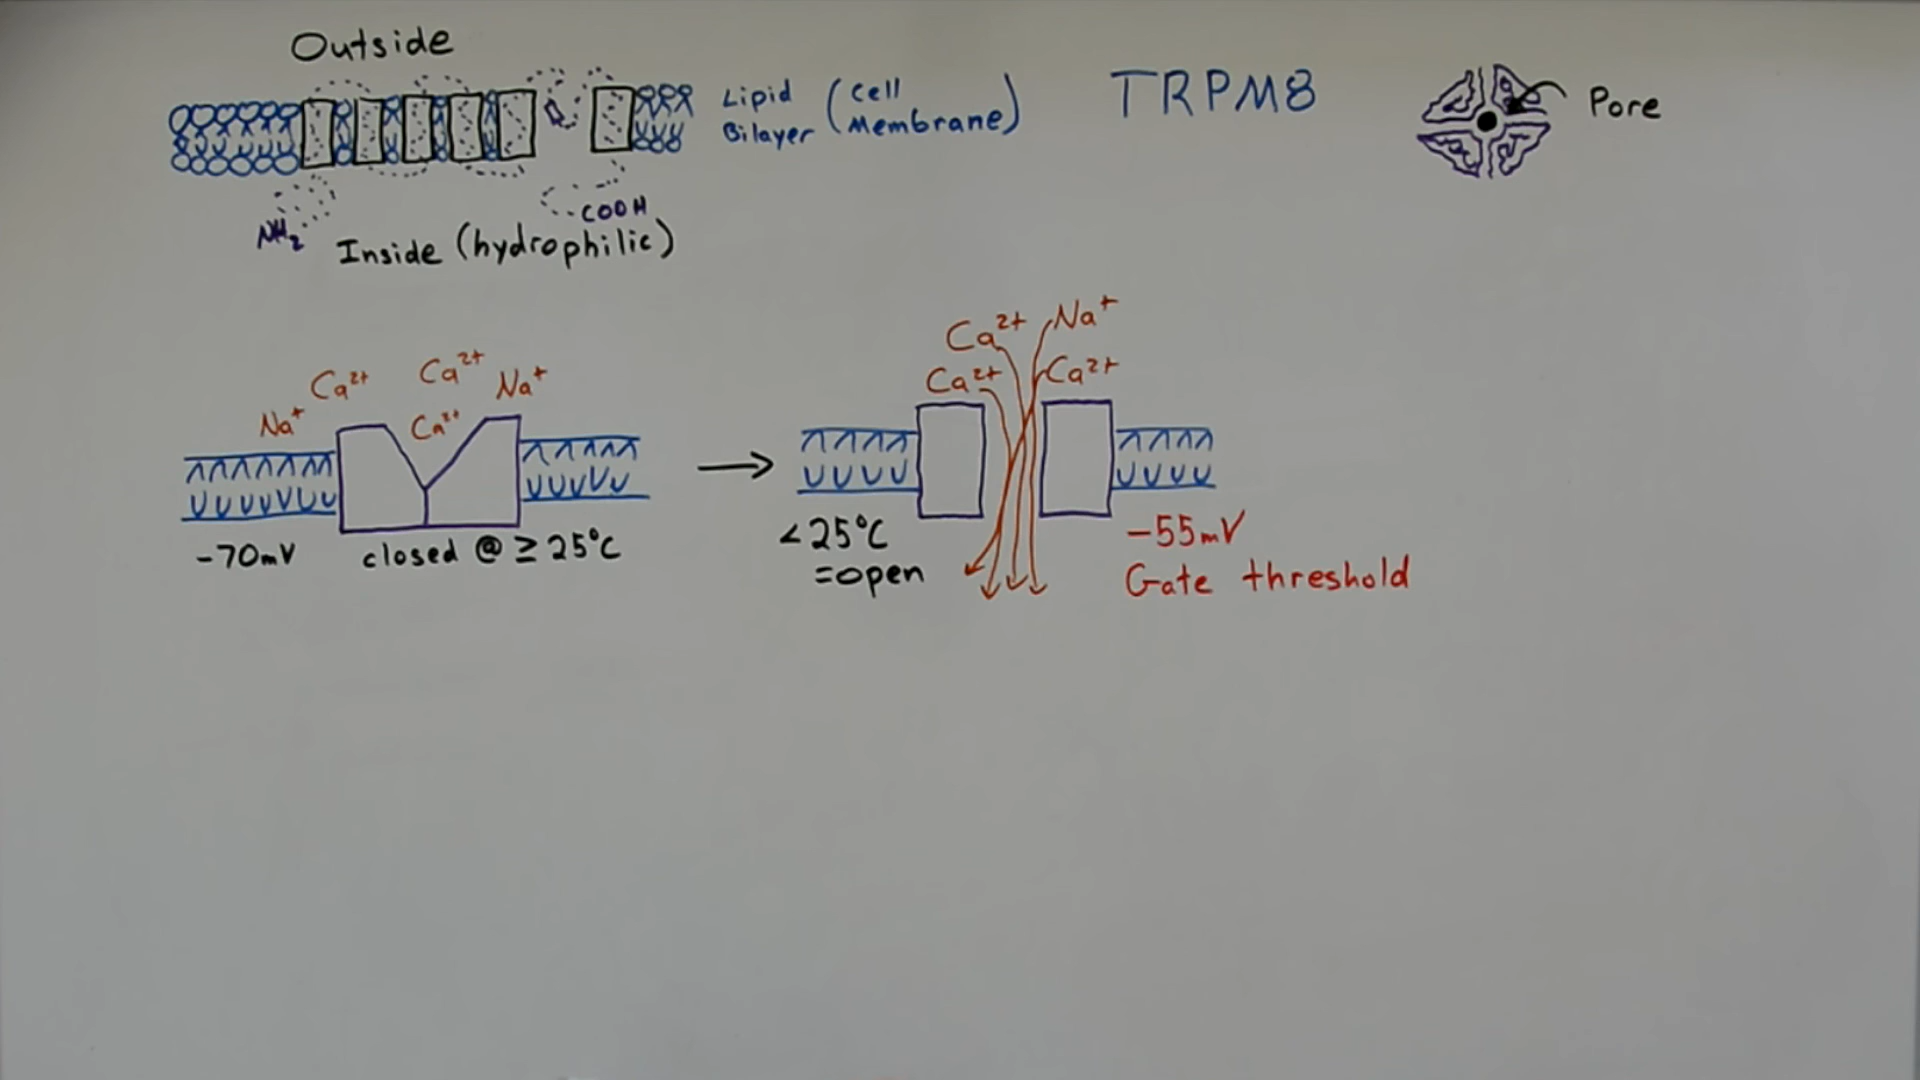 Outside
Lipid Bilayer (Cell Membrane)
TRPM8
Pore
NH₂
COOH
Inside (hydrophilic)
Na⁺
Ca²⁺
Ca²⁺
Na⁺
Ca²⁺
-70mV
closed @ ≥ 25°C
Ca²⁺
Na⁺
Ca²⁺
Ca²⁺
<25°C
=open
-55mV
Gate threshold